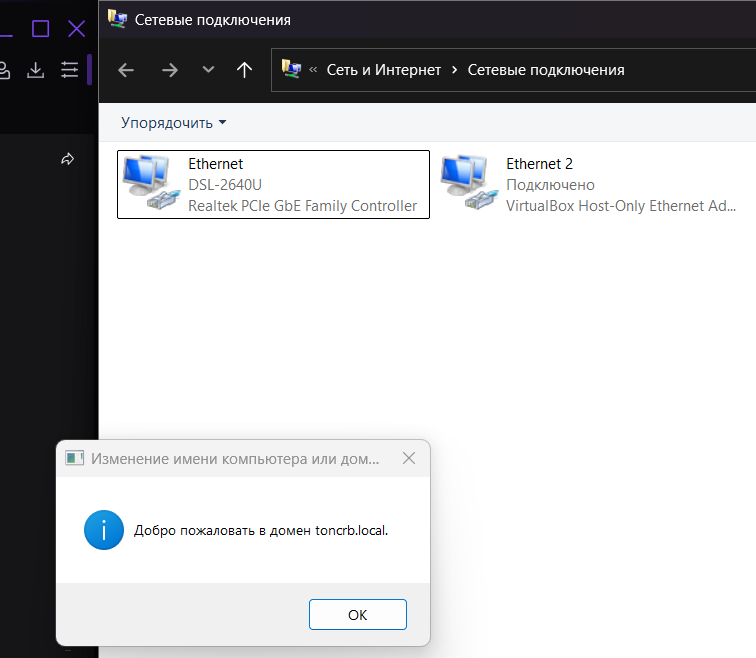 Сетевые подключения
« Сеть и Интернет › Сетевые подключения
Упорядочить
Ethernet
DSL-2640U
Realtek PCIe GbE Family Controller
Ethernet 2
Подключено
VirtualBox Host-Only Ethernet Ad...
Изменение имени компьютера или дом...
Добро пожаловать в домен toncrb.local.
ОК